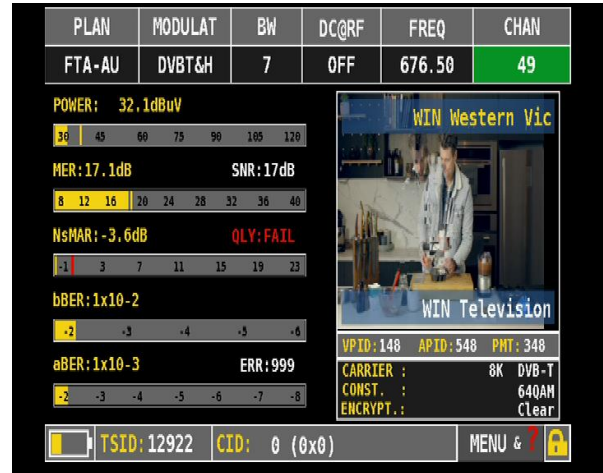 PLAN MODULAT BW DC@RF FREQ CHAN
FTA-AU DVBT&H 7 OFF 676.50 49
POWER: 32.1dBuV
30 45 60 75 90 105 120
MER:17.1dB SNR:17dB
8 12 16 20 24 28 32 36 40
NsMAR:-3.6dB QLY:FAIL
-1 3 7 11 15 19 23
bBER:1x10-2
-2 -3 -4 -5 -6
aBER:1x10-3 ERR:999
-2 -3 -4 -5 -6 -7 -8
WIN Western Vic
WIN Television
VPID:148 APID:548 PMT:348
CARRIER : 8K DVB-T
CONST. : 64QAM
ENCRYPT.: Clear
TSID:12922 CID: 0 (0x0) MENU & ?